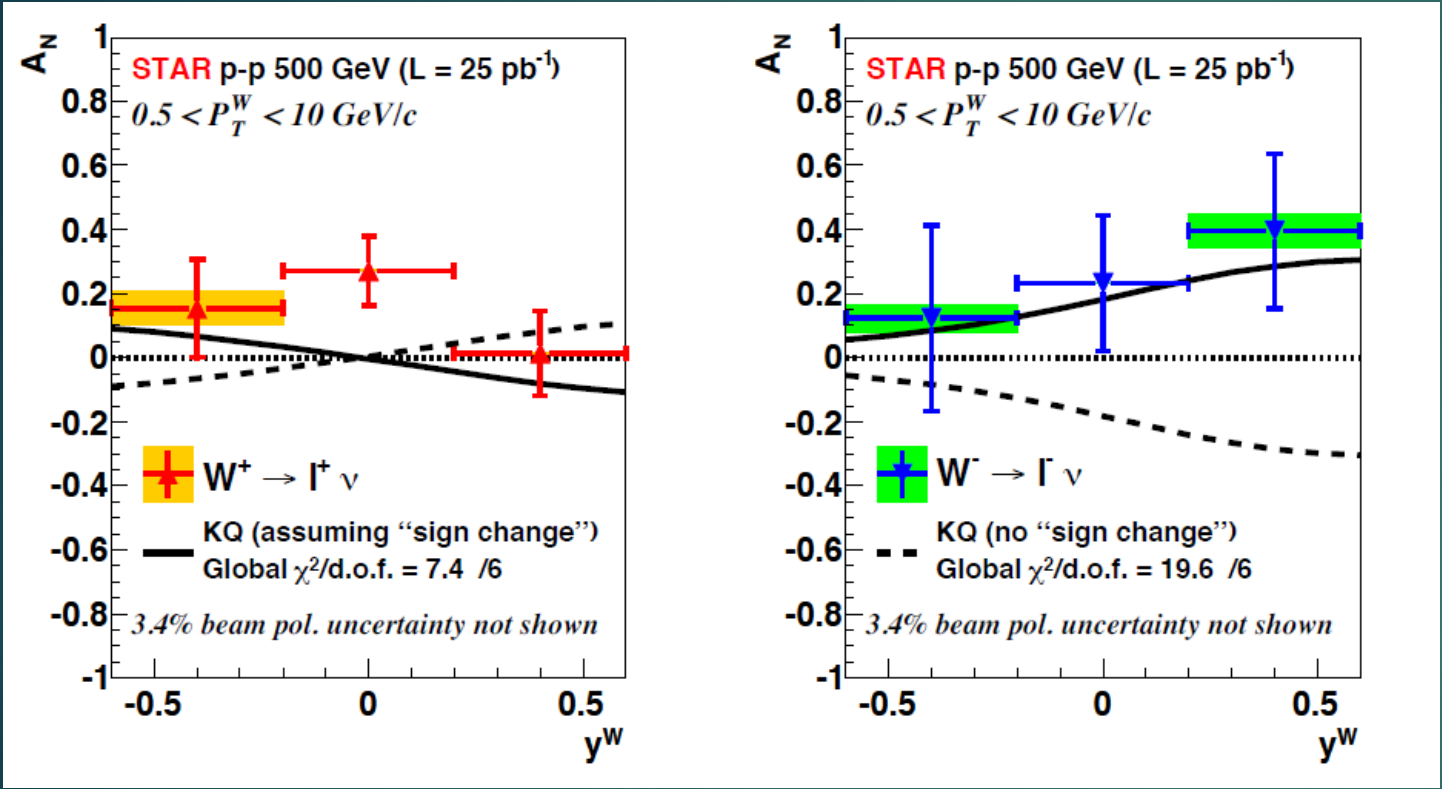 A_N
1
0.8
0.6
0.4
0.2
0
-0.2
-0.4
-0.6
-0.8
-1
STAR p-p 500 GeV (L = 25 pb⁻¹)
0.5 < P_T^W < 10 GeV/c
W⁺ → l⁺ ν
KQ (assuming “sign change”)
Global χ²/d.o.f. = 7.4 /6
3.4% beam pol. uncertainty not shown
-0.5 0 0.5
y^W
A_N
1
0.8
0.6
0.4
0.2
0
-0.2
-0.4
-0.6
-0.8
-1
STAR p-p 500 GeV (L = 25 pb⁻¹)
0.5 < P_T^W < 10 GeV/c
W⁻ → l⁻ ν
KQ (no “sign change”)
Global χ²/d.o.f. = 19.6 /6
3.4% beam pol. uncertainty not shown
-0.5 0 0.5
y^W